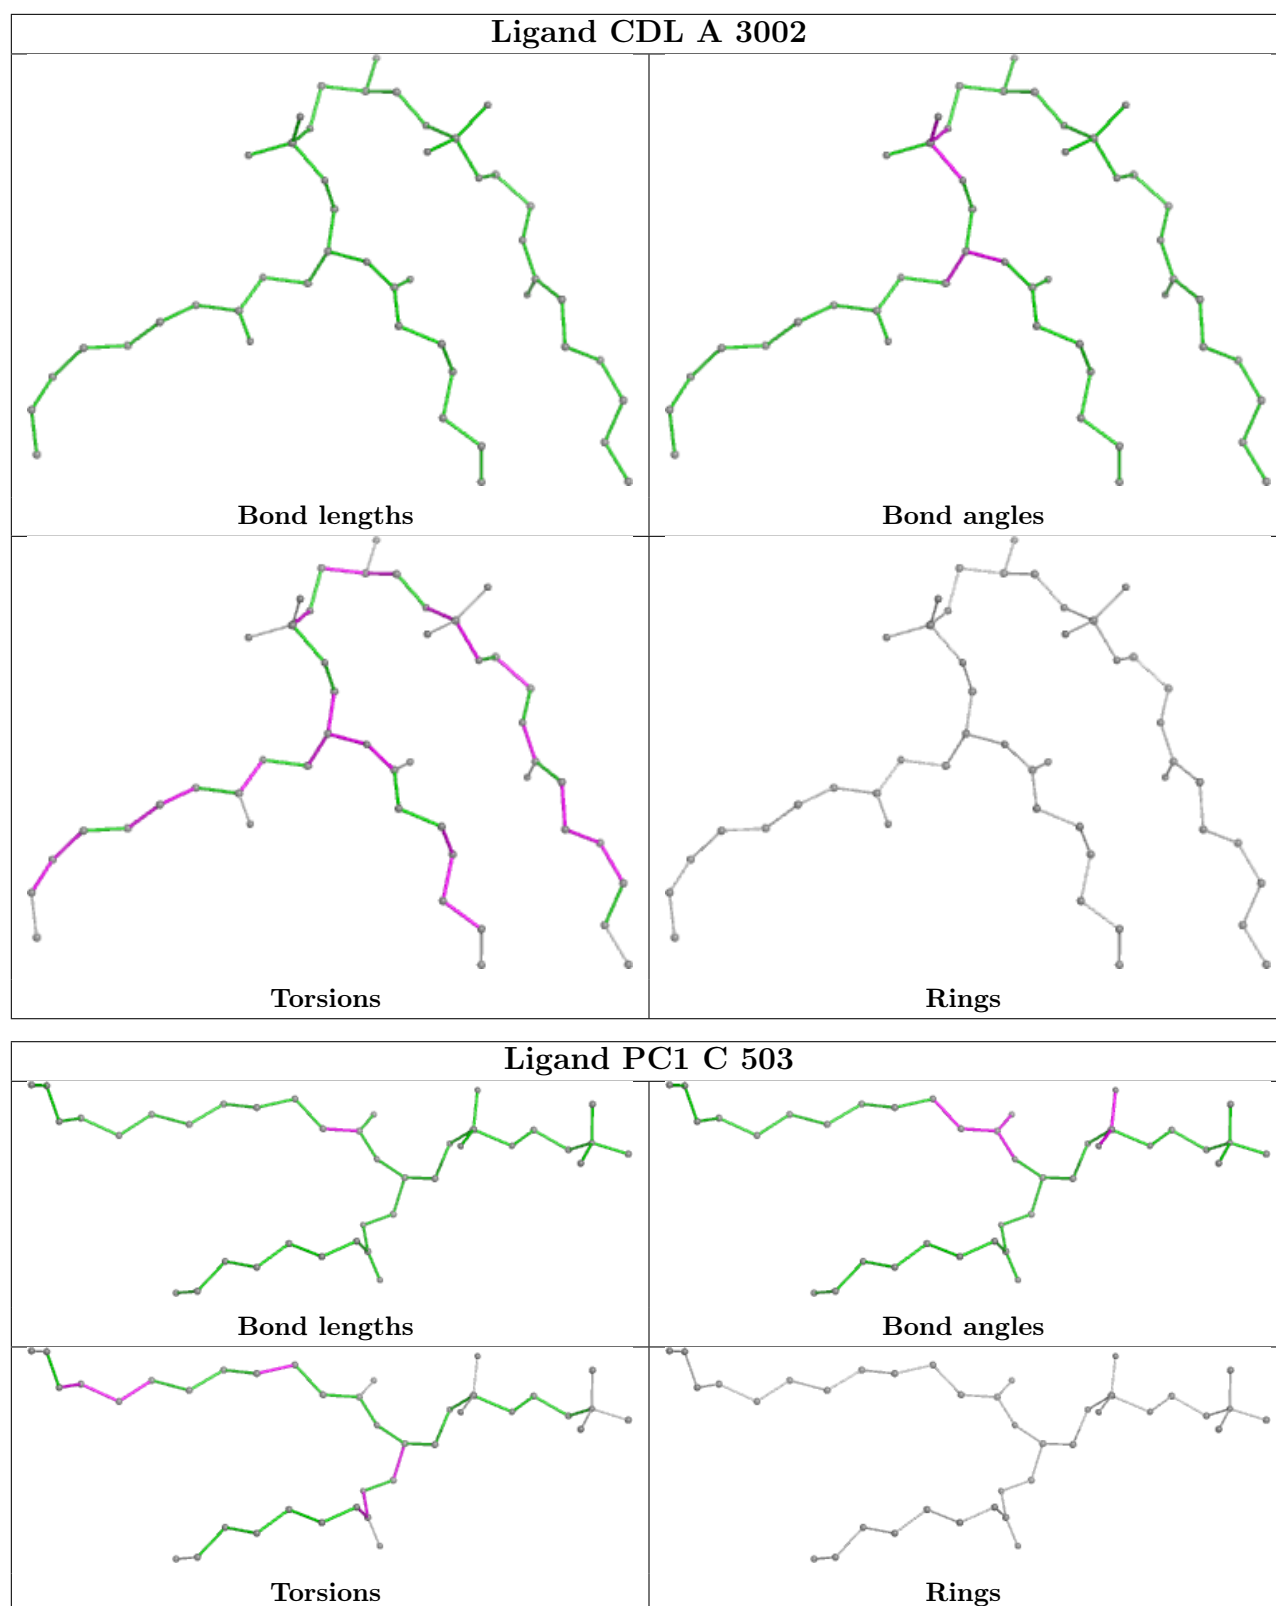 Ligand CDL A 3002
Bond lengths
Bond angles
Torsions
Rings
Ligand PC1 C 503
Bond lengths
Bond angles
Torsions
Rings